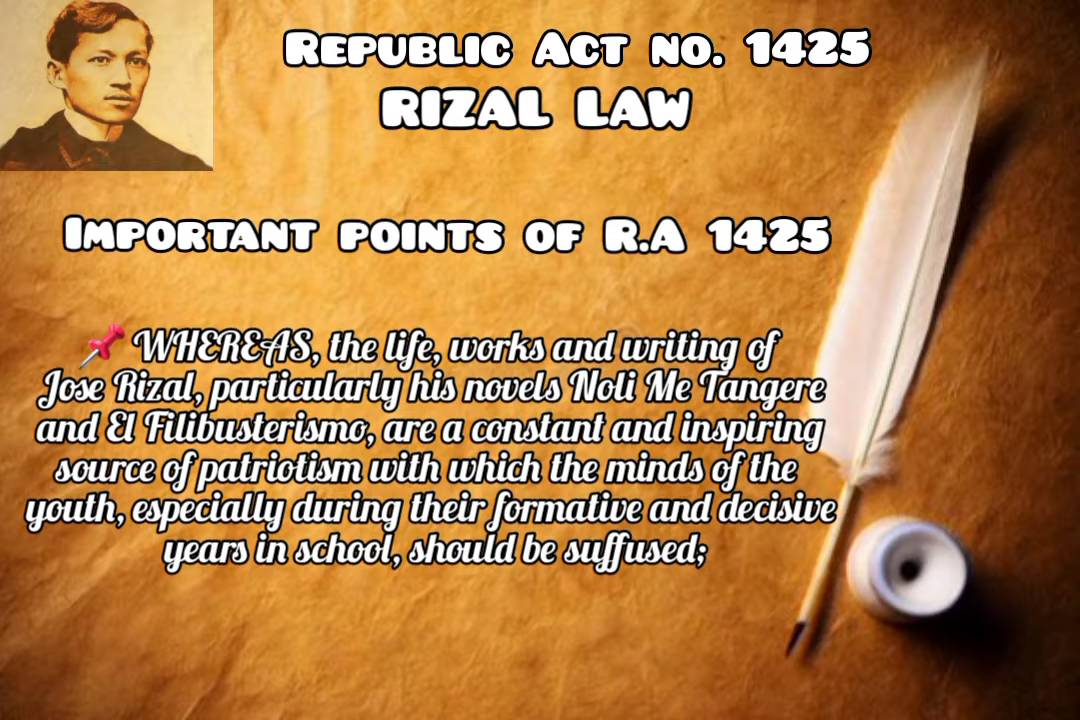 Republic Act no. 1425
RIZAL LAW
Important points of R.A 1425
📌 WHEREAS, the life, works and writing of
Jose Rizal, particularly his novels Noli Me Tangere
and El Filibusterismo, are a constant and inspiring
source of patriotism with which the minds of the
youth, especially during their formative and decisive
years in school, should be suffused;